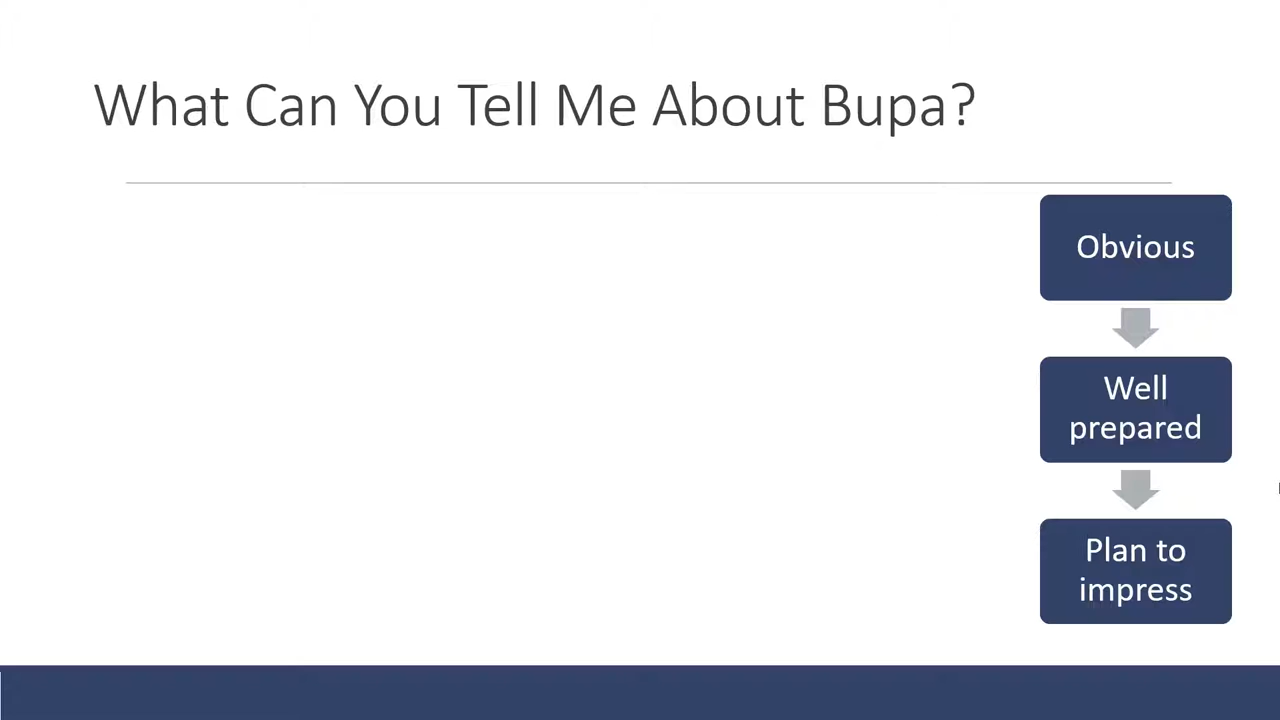 What Can You Tell Me About Bupa?
Obvious
Well
prepared
Plan to
impress